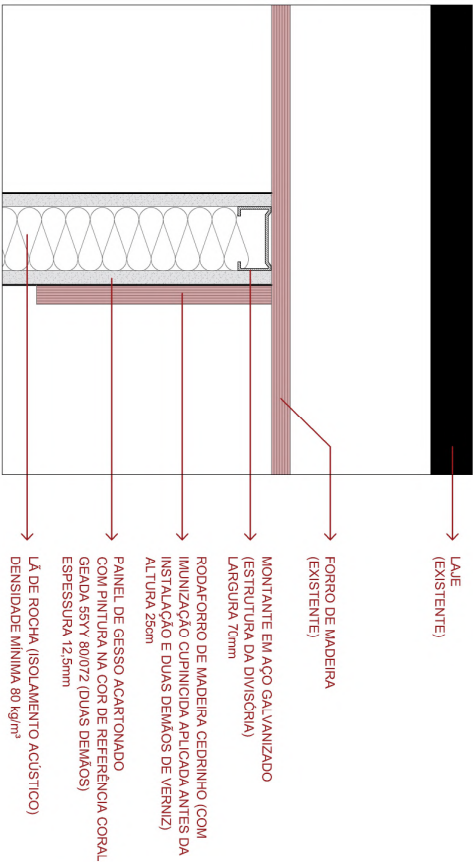 LAJE
(EXISTENTE)
FORRO DE MADEIRA
(EXISTENTE)
MONTANTE EM AÇO GALVANIZADO
(ESTRUTURA DA DIVISÓRIA)
LARGURA 70mm
RODAFORRO DE MADEIRA CEDRINHO (COM
IMUNIZAÇÃO CUPINICIDA APLICADA ANTES DA
INSTALAÇÃO E DUAS DEMÃOS DE VERNIZ)
ALTURA 25cm
PAINEL DE GESSO ACARTONADO
COM PINTURA NA COR DE REFERÊNCIA CORAL
GEADA 55YY 80/072 (DUAS DEMÃOS)
ESPESSURA 12,5mm
LÃ DE ROCHA (ISOLAMENTO ACÚSTICO)
DENSIDADE MÍNIMA 80 kg/m³